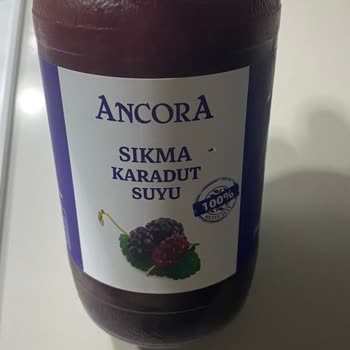 ANCORA
SIKMA
KARADUT
SUYU
100%